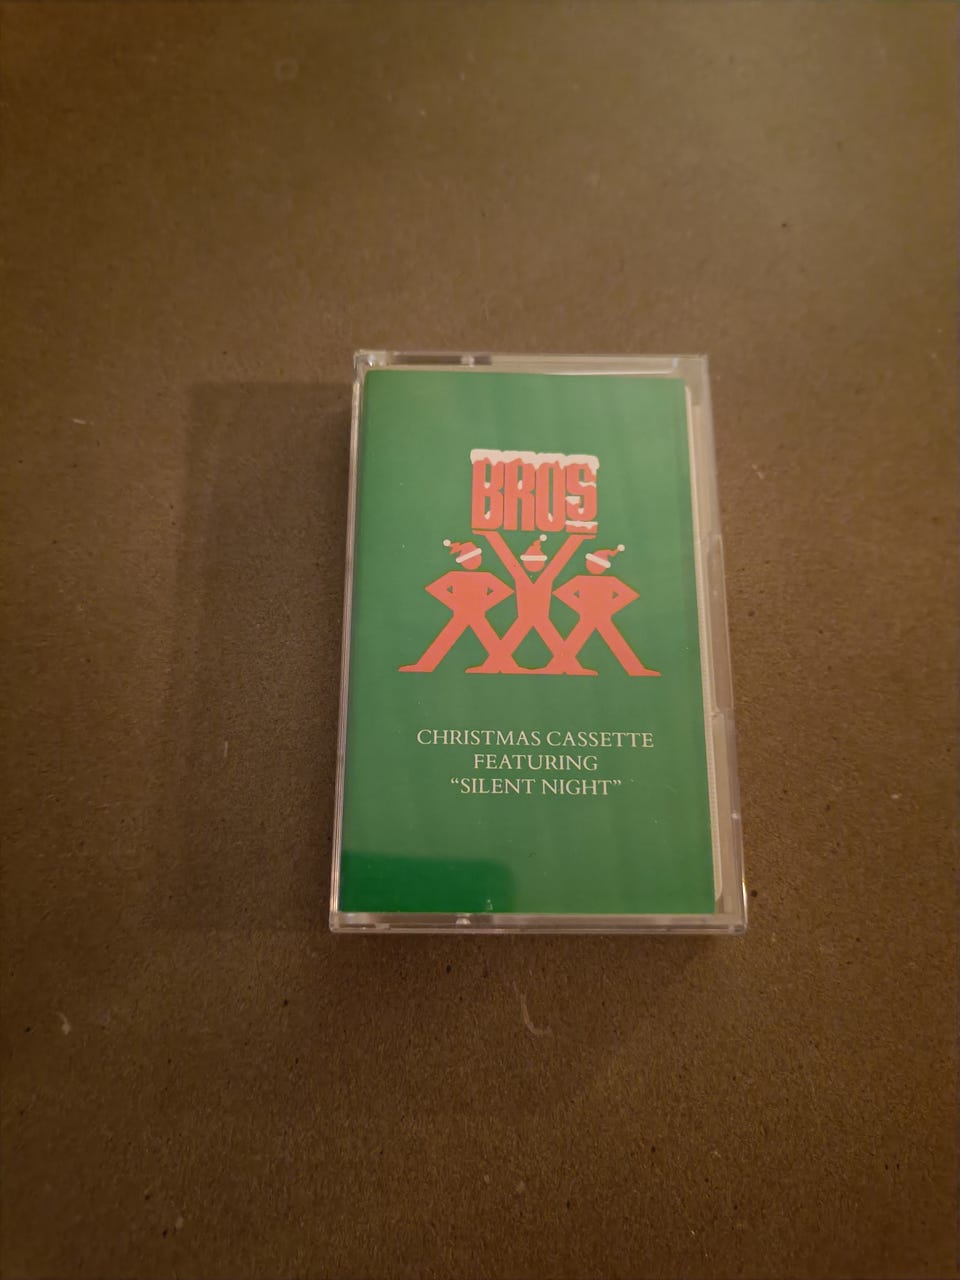 BROS
CHRISTMAS CASSETTE
FEATURING
“SILENT NIGHT”